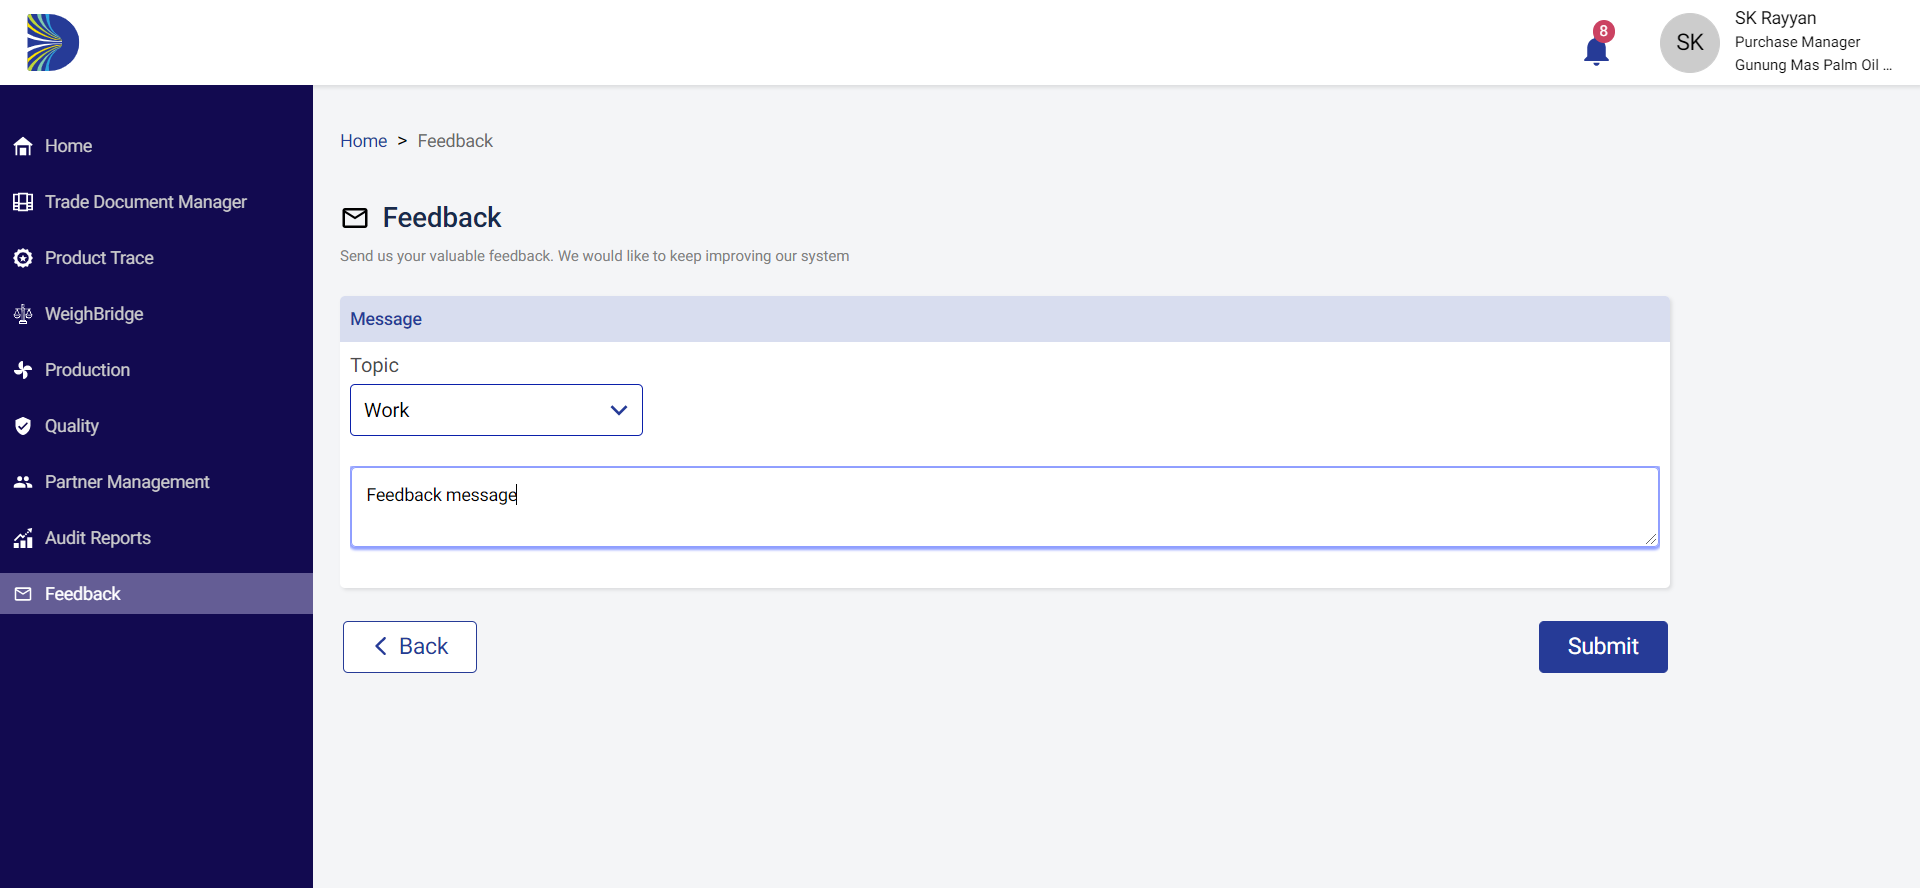 8
SK
SK Rayyan
Purchase Manager
Gunung Mas Palm Oil ...
Home
Trade Document Manager
Product Trace
WeighBridge
Production
Quality
Partner Management
Audit Reports
Feedback
Home > Feedback
Feedback
Send us your valuable feedback. We would like to keep improving our system
Message
Topic
Work
Feedback message
Back
Submit